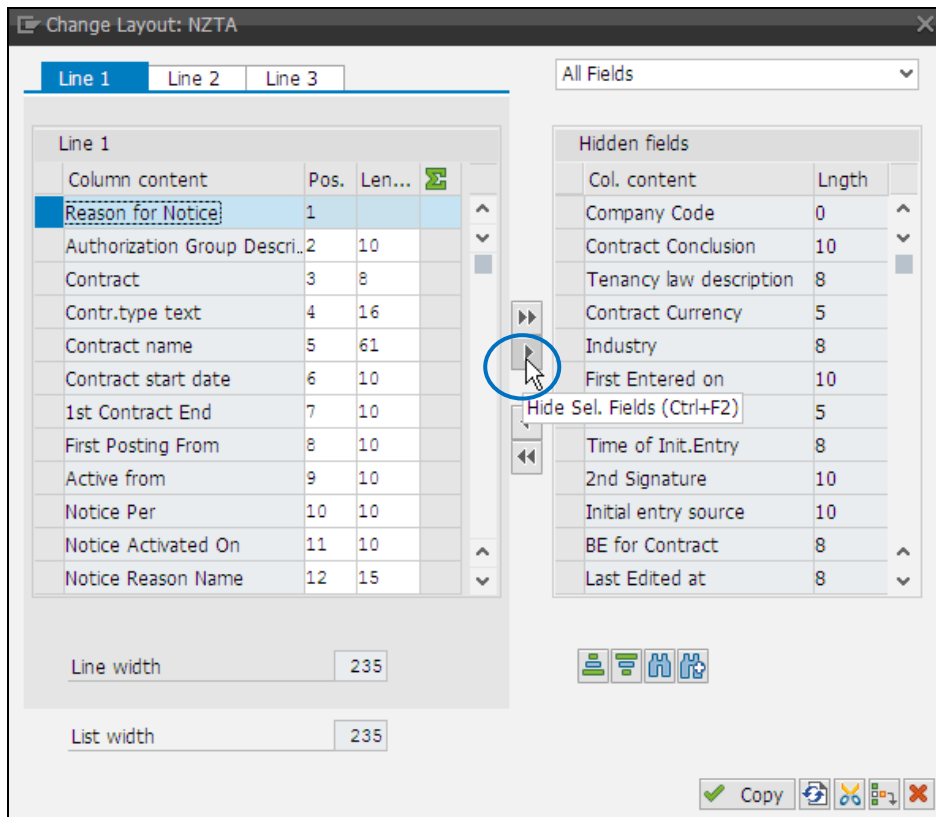 Change Layout: NZTA
Line 1 Line 2 Line 3
All Fields
Line 1
Column content Pos. Len...
Reason for Notice 1
Authorization Group Descri.. 2 10
Contract 3 8
Contr.type text 4 16
Contract name 5 61
Contract start date 6 10
1st Contract End 7 10
First Posting From 8 10
Active from 9 10
Notice Per 10 10
Notice Activated On 11 10
Notice Reason Name 12 15
Hide Sel. Fields (Ctrl+F2)
Hidden fields
Col. content Lngth
Company Code 0
Contract Conclusion 10
Tenancy law description 8
Contract Currency 5
Industry 8
First Entered on 10
5
Time of Init.Entry 8
2nd Signature 10
Initial entry source 10
BE for Contract 8
Last Edited at 8
Line width 235
List width 235
Copy